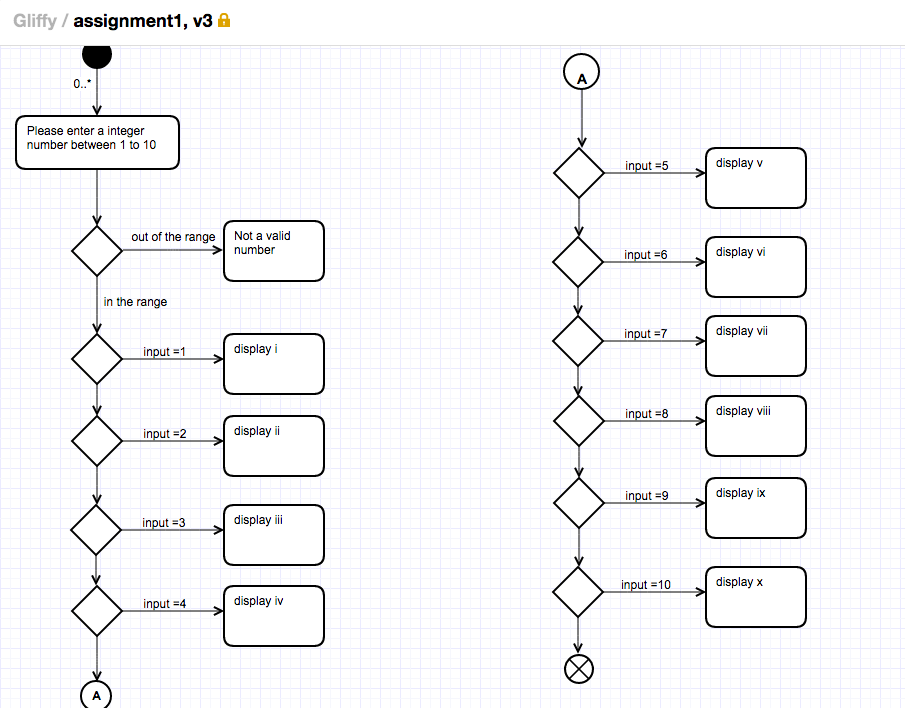 Gliffy / assignment1, v3
0..*
Please enter a integer
number between 1 to 10
out of the range
Not a valid
number
in the range
input =1
display i
input =2
display ii
input =3
display iii
input =4
display iv
A
A
input =5
display v
input =6
display vi
input =7
display vii
input =8
display viii
input =9
display ix
input =10
display x